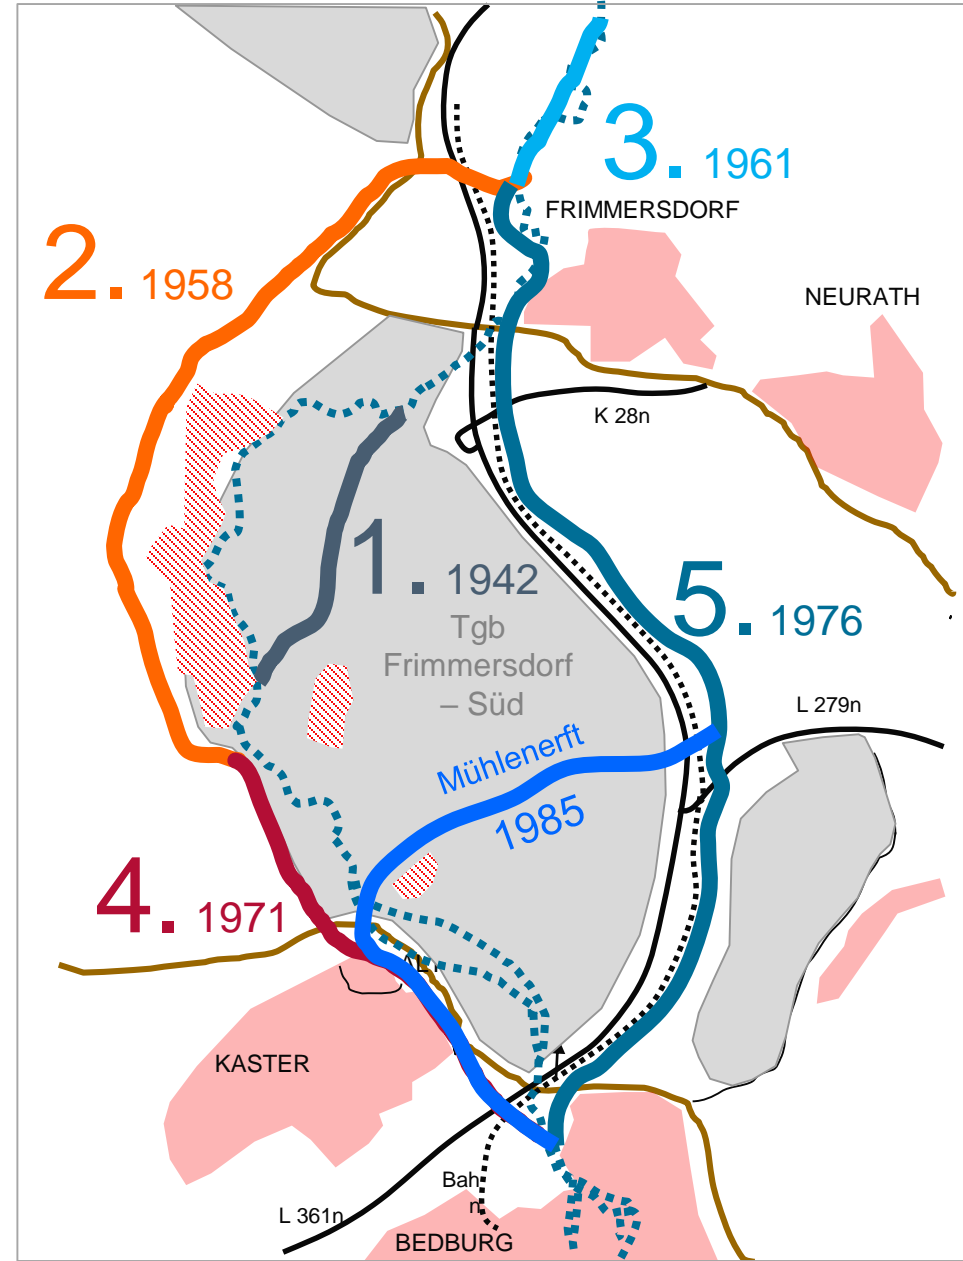 3. 1961
FRIMMERSDORF
2. 1958
NEURATH
K 28n
1. 1942
5. 1976
Tgb
Frimmersdorf
– Süd
L 279n
Mühlenerft
1985
4. 1971
KASTER
Bah
n
L 361n
BEDBURG